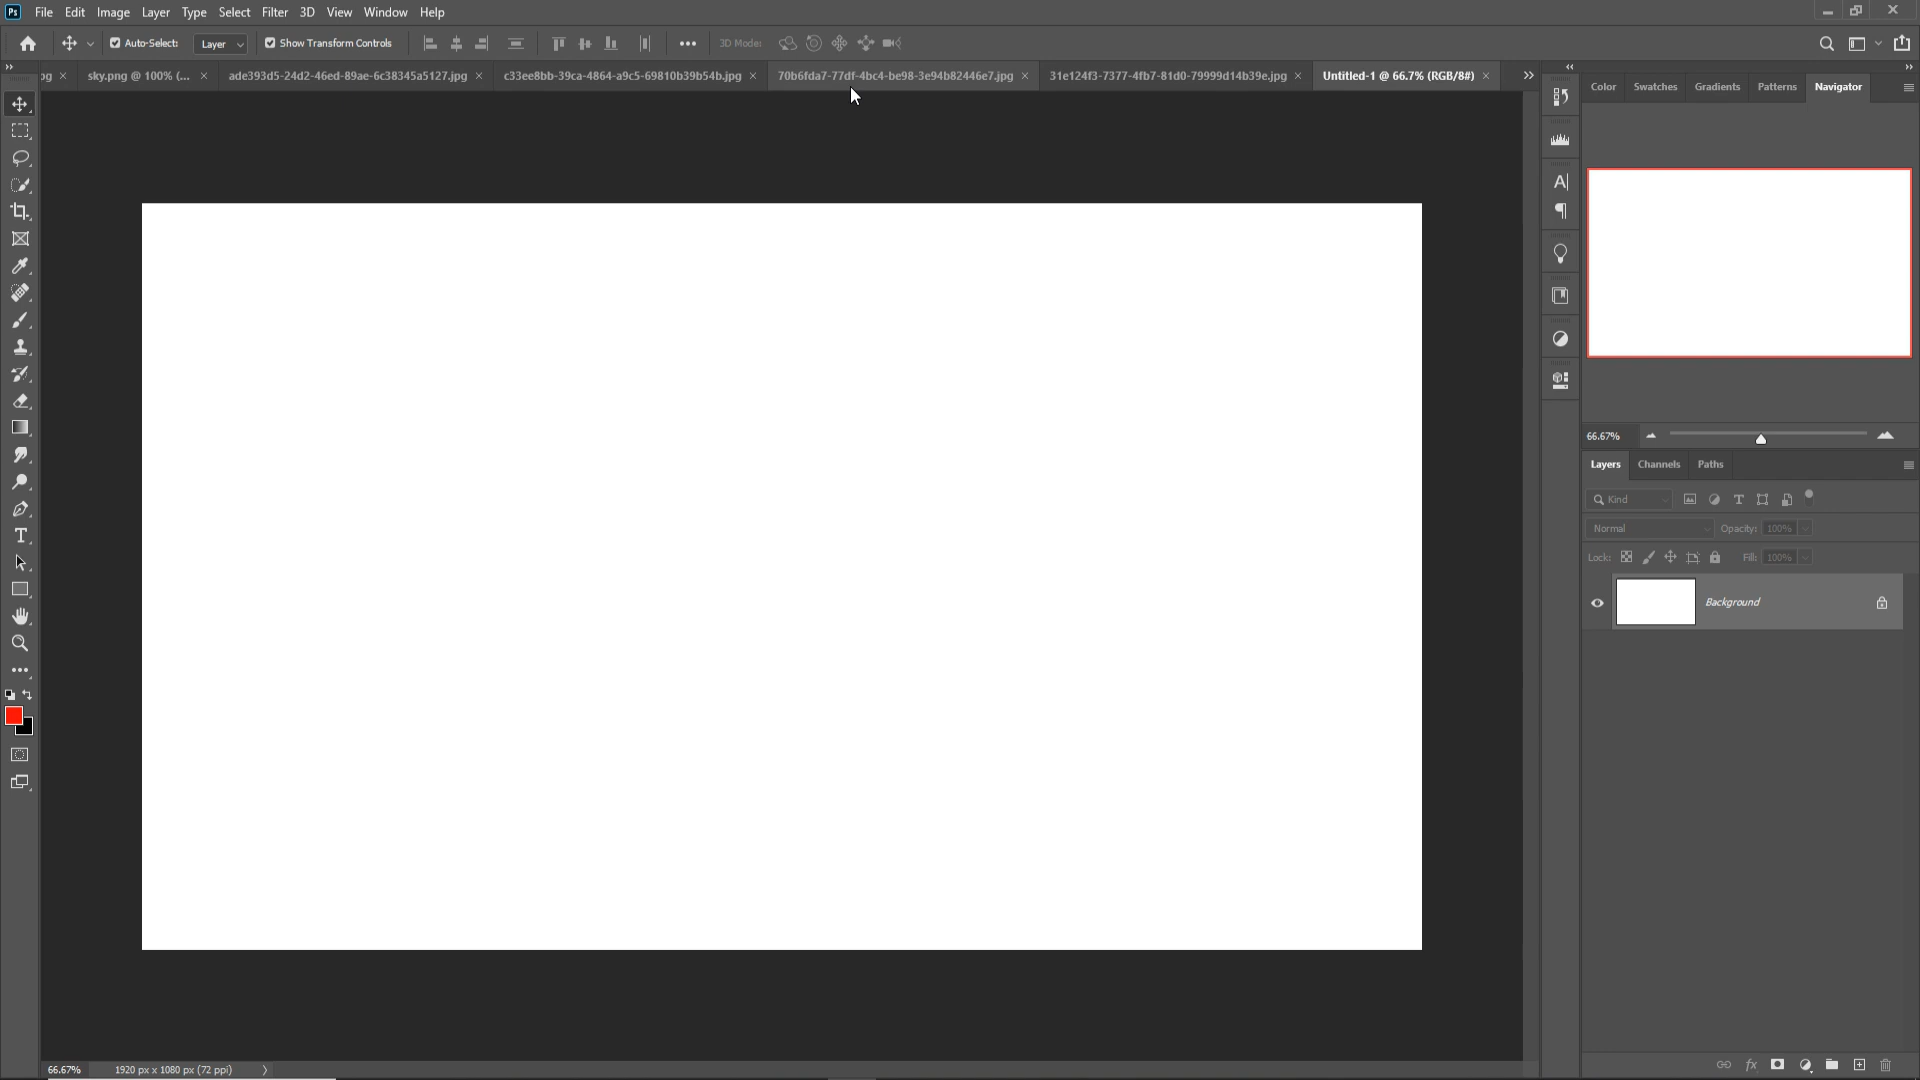 Ps File Edit Image Layer Type Select Filter 3D View Window Help
Auto-Select: Layer Show Transform Controls 3D Mode:
sky.png @ 100% (... ade393d5-24d2-46ed-89ae-6c38345a5127.jpg c33ee8bb-39ca-4864-a9c5-69810b39b54b.jpg 70b6fda7-77df-4bc4-be98-3e94b82446e7.jpg 31e124f3-7377-4fb7-81d0-79999d14b39e.jpg Untitled-1 @ 66.7% (RGB/8#)
Color Swatches Gradients Patterns Navigator
66.67%
Layers Channels Paths
Kind
Normal Opacity: 100%
Lock: Fill: 100%
Background
66.67% 1920 px x 1080 px (72 ppi)